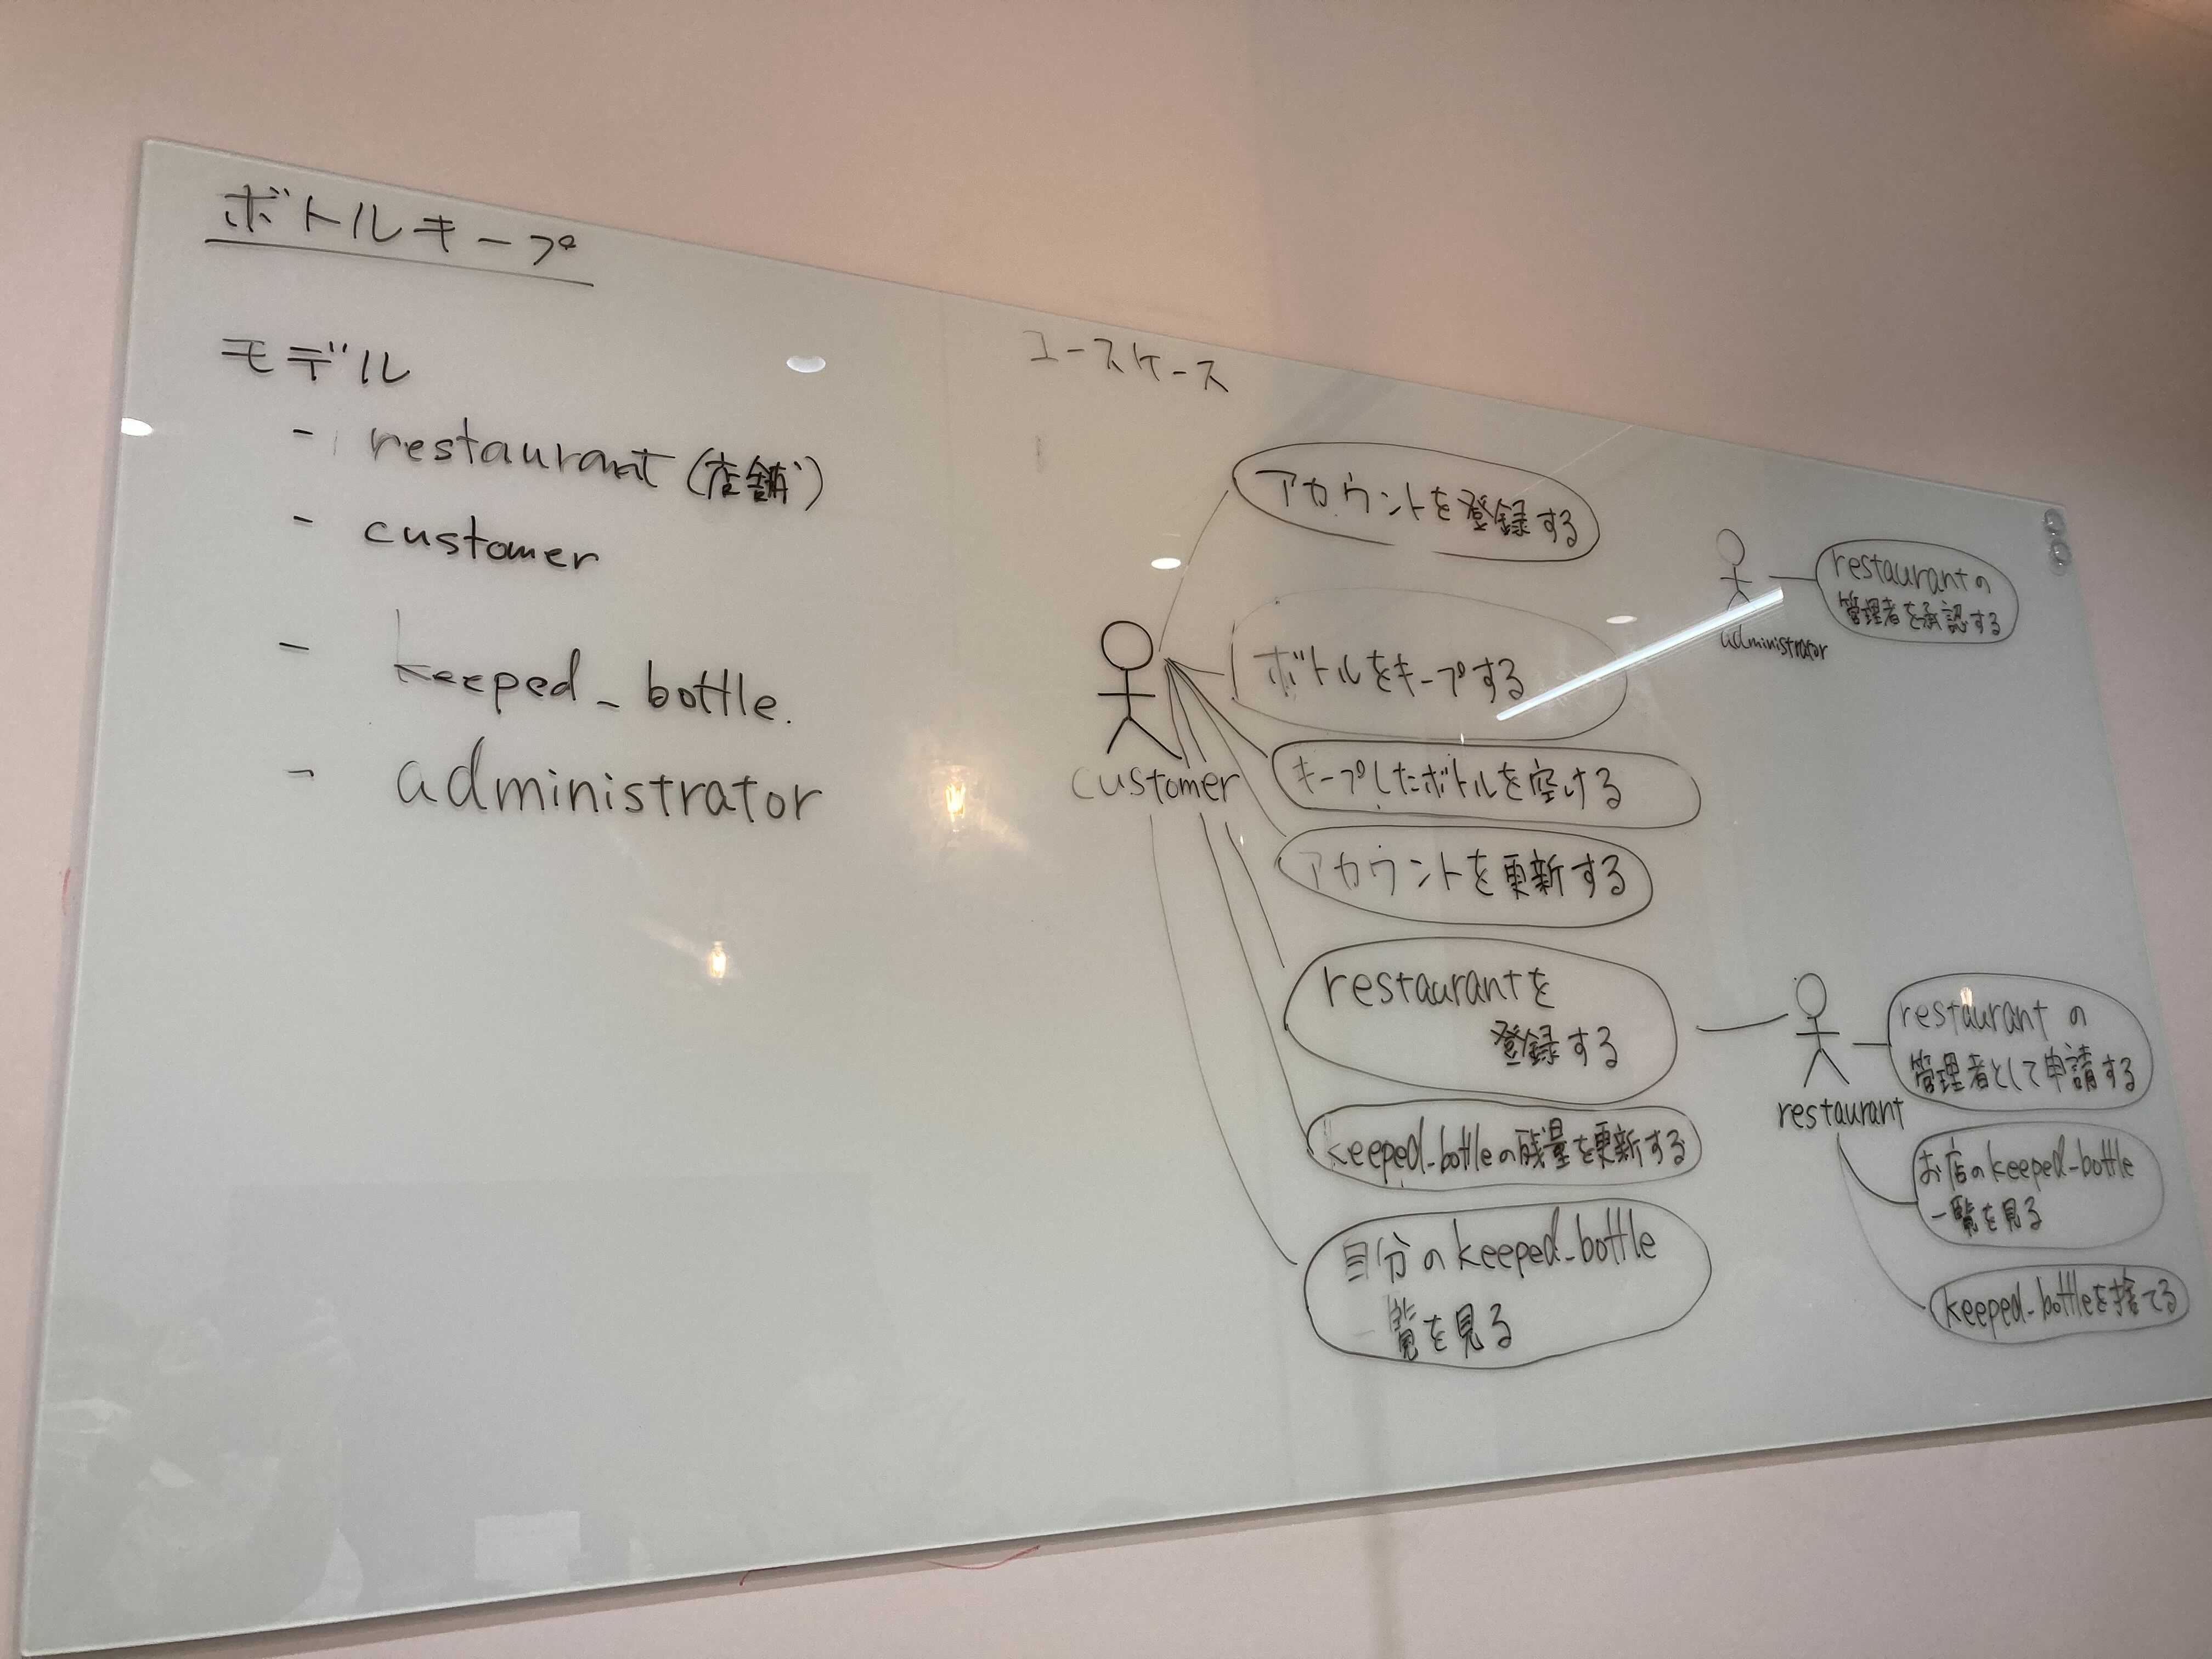 ボトルキープ
モデル
- restaurant (店舗)
- customer
- keeped_bottle.
- administrator
ユースケース
customer
アカウントを登録する
ボトルをキープする
キープしたボトルを空ける
アカウントを更新する
restaurantを
登録する
keeped_bottleの残量を更新する
自分のkeeped_bottle
一覧を見る
administrator
restaurantの
管理者を承認する
restaurant
restaurantの
管理者として申請する
お店のkeeped_bottle
一覧を見る
keeped_bottleを捨てる